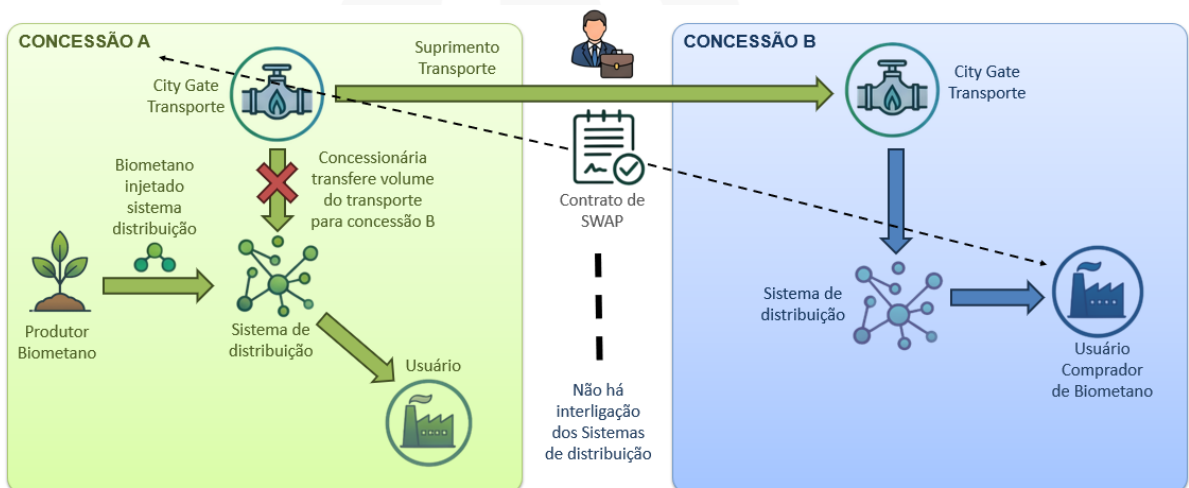 CONCESSÃO A
City Gate
Transporte
Suprimento
Transporte
Biometano
injetado
sistema
distribuição
Concessionária
transfere volume
do transporte
para concessão B
Produtor
Biometano
Sistema de
distribuição
Usuário
Contrato de
SWAP
Não há
interligação
dos Sistemas
de distribuição
CONCESSÃO B
City Gate
Transporte
Sistema de
distribuição
Usuário
Comprador
de Biometano